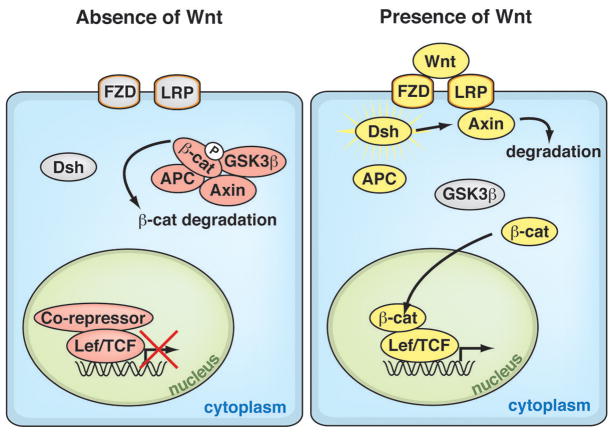 Absence of Wnt
FZD LRP
Dsh
β-cat
P
GSK3β
APC
Axin
β-cat degradation
Co-repressor
Lef/TCF
nucleus
cytoplasm
Presence of Wnt
Wnt
FZD LRP
Dsh
Axin
degradation
APC
GSK3β
β-cat
β-cat
Lef/TCF
nucleus
cytoplasm